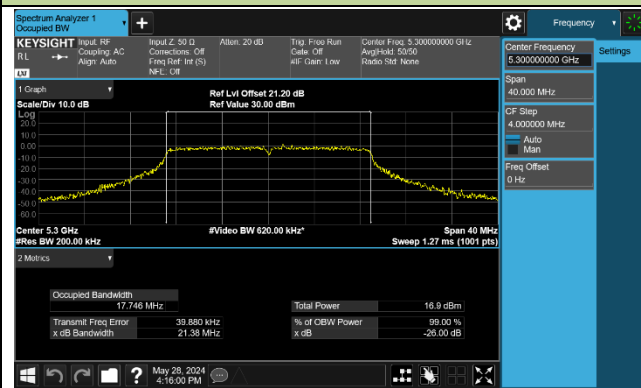 Spectrum Analyzer 1
Occupied BW
Frequency
KEYSIGHT
RL
LXI
Input: RF
Coupling: AC
Align: Auto
Input Z: 50 Ω
Corrections: Off
Freq Ref: Int (S)
NFE: Off
Atten: 20 dB
Trig: Free Run
Gate: Off
#IF Gain: Low
Center Freq: 5.300000000 GHz
Avg|Hold: 50/50
Radio Std: None
Center Frequency
5.300000000 GHz
Settings
Span
40.000 MHz
CF Step
4.000000 MHz
Auto
Man
Freq Offset
0 Hz
1 Graph
Scale/Div 10.0 dB
Ref Lvl Offset 21.20 dB
Ref Value 30.00 dBm
Log
20.0
10.0
0.00
-10.0
-20.0
-30.0
-40.0
-50.0
-60.0
Center 5.3 GHz
#Res BW 200.00 kHz
#Video BW 620.00 kHz*
Span 40 MHz
Sweep 1.27 ms (1001 pts)
2 Metrics
Occupied Bandwidth
17.746 MHz
Total Power 16.9 dBm
Transmit Freq Error 39.880 kHz % of OBW Power 99.00 %
x dB Bandwidth 21.38 MHz x dB -26.00 dB
? May 28, 2024
4:16:00 PM